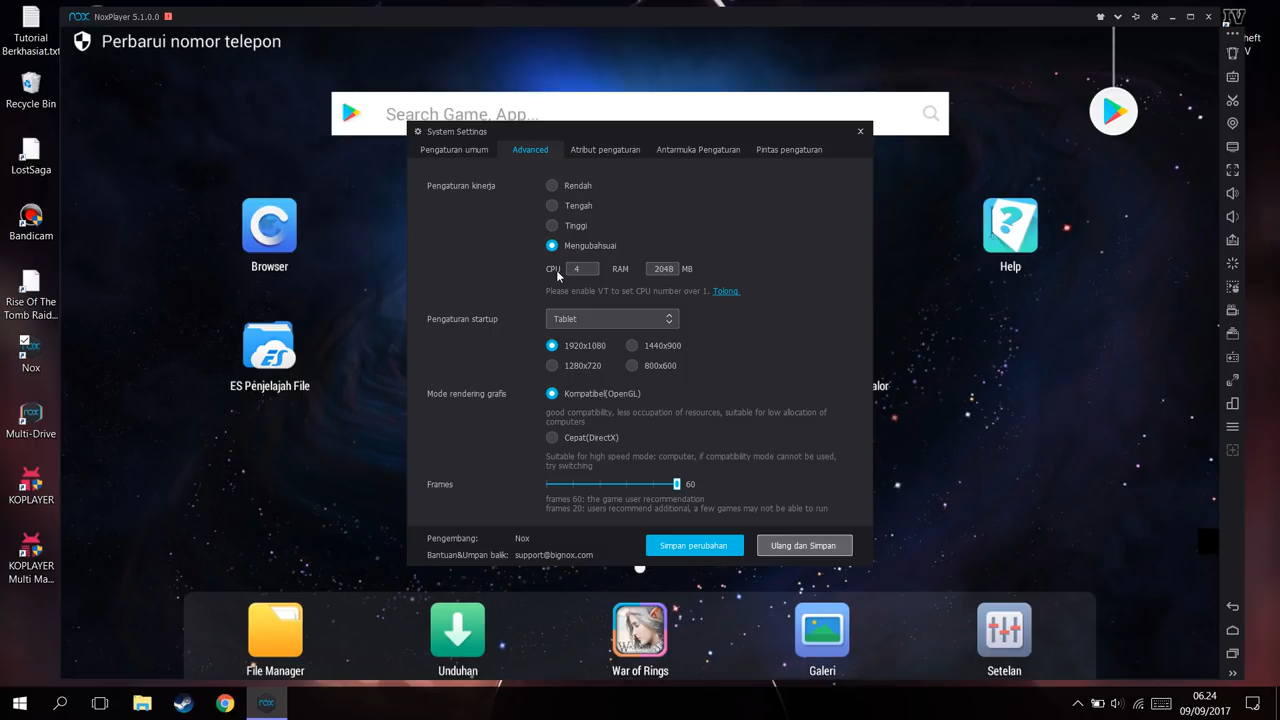 Tutorial
Berkhasiat.txt
Recycle Bin
LostSaga
Bandicam
Rise Of The
Tomb Raid...
Nox
Multi-Drive
KOPLAYER
KOPLAYER
Multi Ma...
nox NoxPlayer 5.1.0.0
Perbarui nomor telepon
Search Game, App...
Browser
ES Penjelajah File
Help
System Settings
Pengaturan umum
Advanced
Atribut pengaturan
Antarmuka Pengaturan
Pintas pengaturan
Pengaturan kinerja
Rendah
Tengah
Tinggi
Mengubahsuai
CPU 4 RAM 2048 MB
Please enable VT to set CPU number over 1. Tolong
Pengaturan startup
Tablet
1920x1080
1440x900
1280x720
800x600
Mode rendering grafis
Kompatibel(OpenGL)
good compatibility, less occupation of resources, suitable for low allocation of
computers
Cepat(DirectX)
Suitable for high speed mode: computer, if compatibility mode cannot be used,
try switching
Frames
60
frames 60: the game user recommendation
frames 20: users recommend additional, a few games may not be able to run
Pengembang: Nox
Bantuan&Umpan balik: support@bignox.com
Simpan perubahan
Ulang dan Simpan
File Manager
Unduhan
War of Rings
Galeri
Setelan
IV
heft
V
06.24
09/09/2017